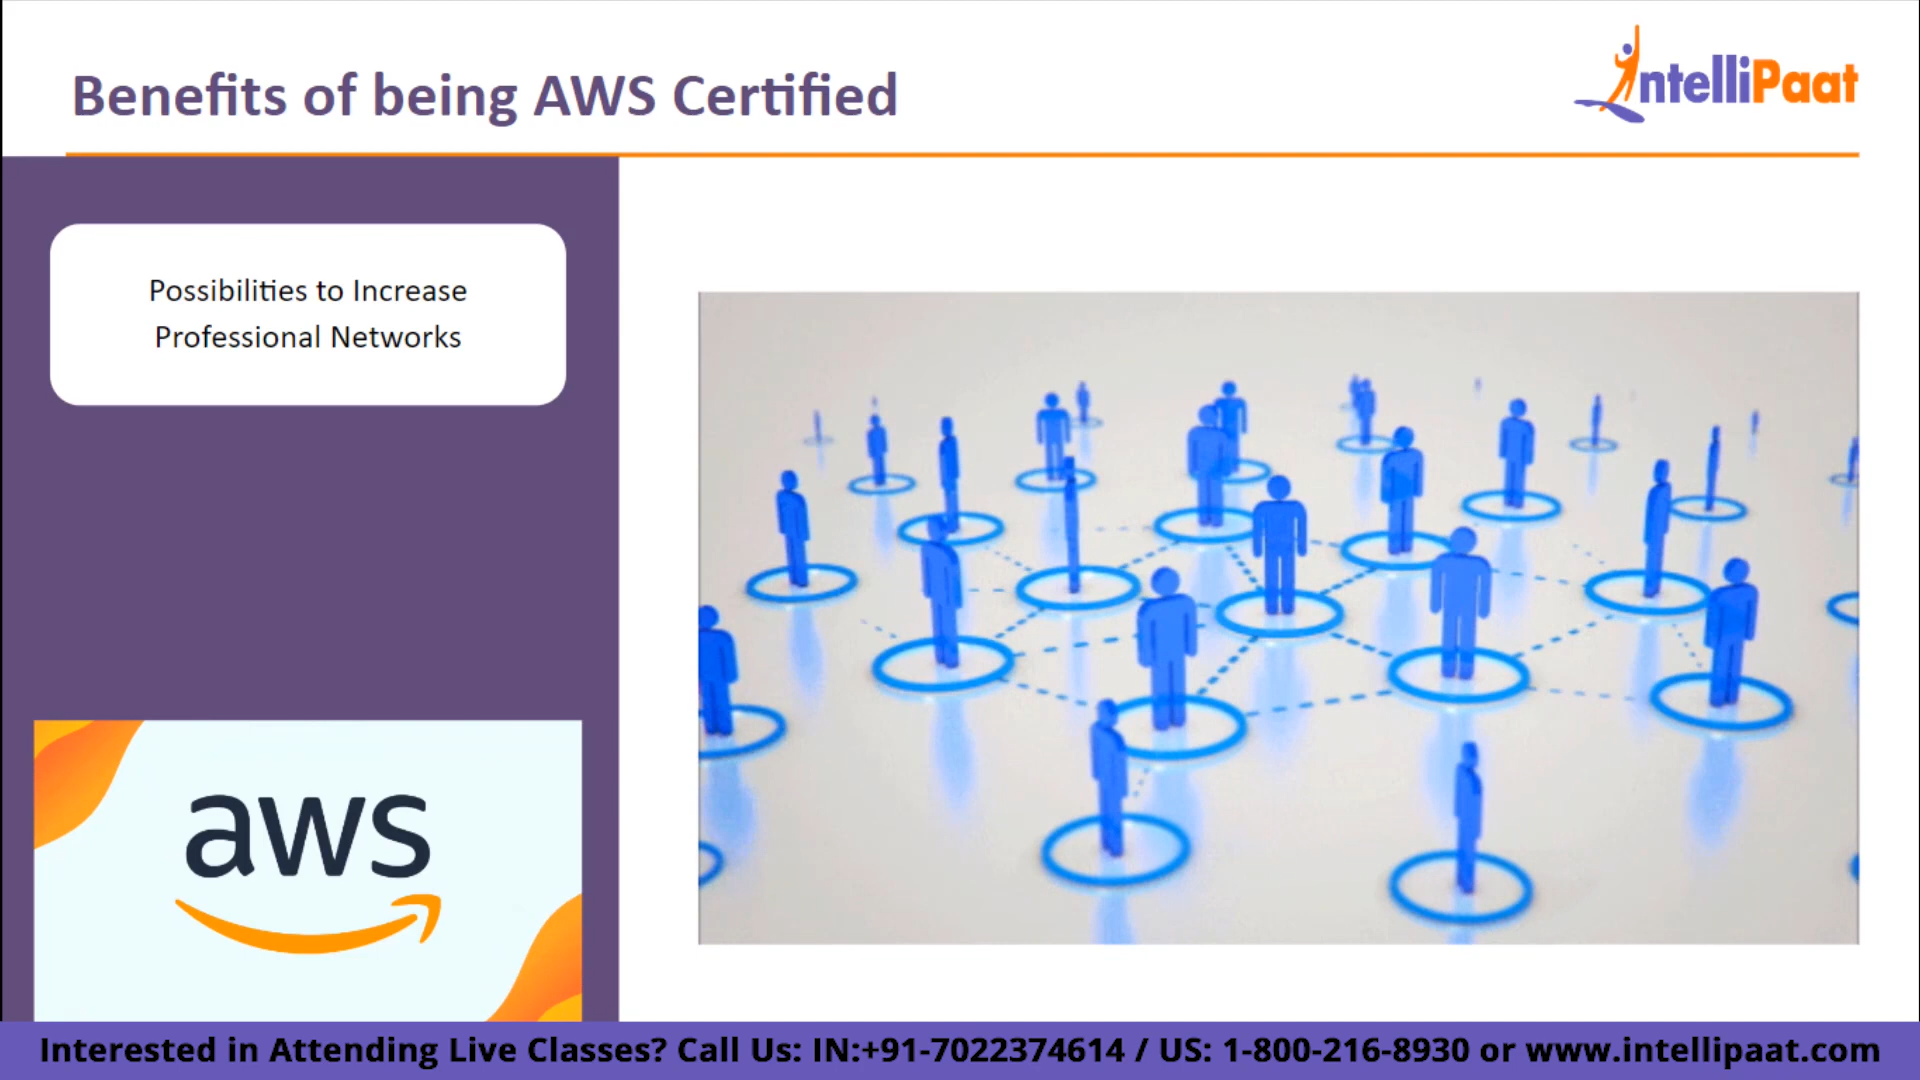 Benefits of being AWS Certified
IntelliPaat
Possibilities to Increase
Professional Networks
aws
Interested in Attending Live Classes? Call Us: IN:+91-7022374614 / US: 1-800-216-8930 or www.intellipaat.com